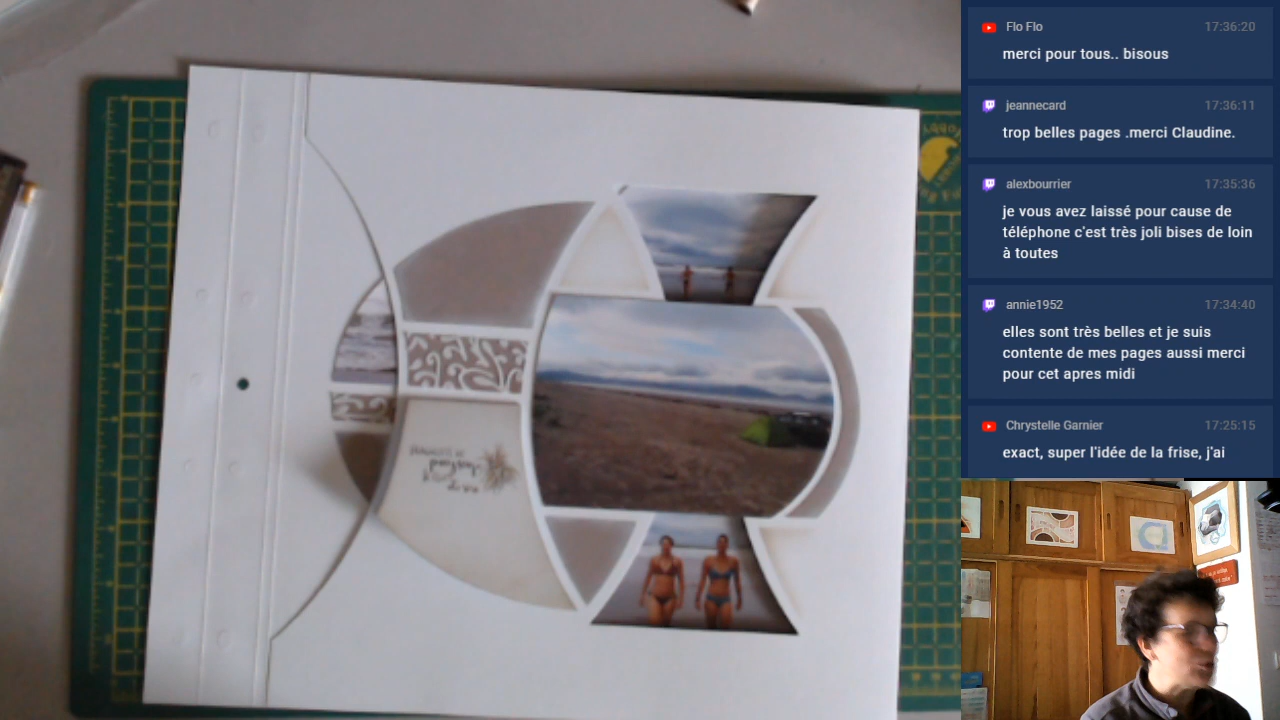 Flo Flo 17:36:20
merci pour tous.. bisous
jeannecard 17:36:11
trop belles pages .merci Claudine.
alexbourrier 17:35:36
je vous avez laissé pour cause de
téléphone c'est très joli bises de loin
à toutes
annie1952 17:34:40
elles sont très belles et je suis
contente de mes pages aussi merci
pour cet apres midi
Chrystelle Garnier 17:25:15
exact, super l'idée de la frise, j'ai